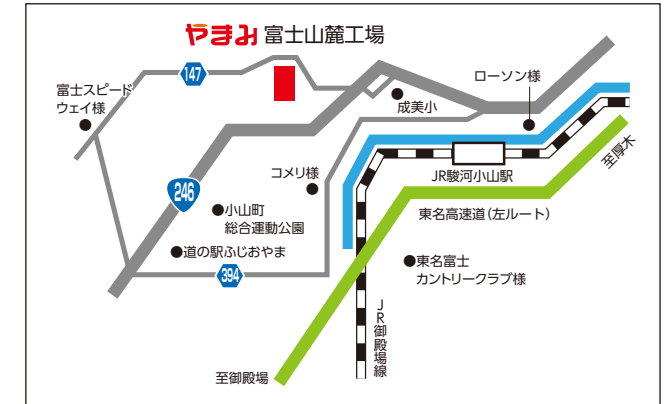 やまみ 富士山麓工場
147
富士スピード
ウェイ様
ローソン様
成美小
至厚木
コメリ様
JR駿河小山駅
246
小山町
総合運動公園
東名高速道(左ルート)
道の駅ふじおやま
394
東名富士
カントリークラブ様
JR御殿場線
至御殿場